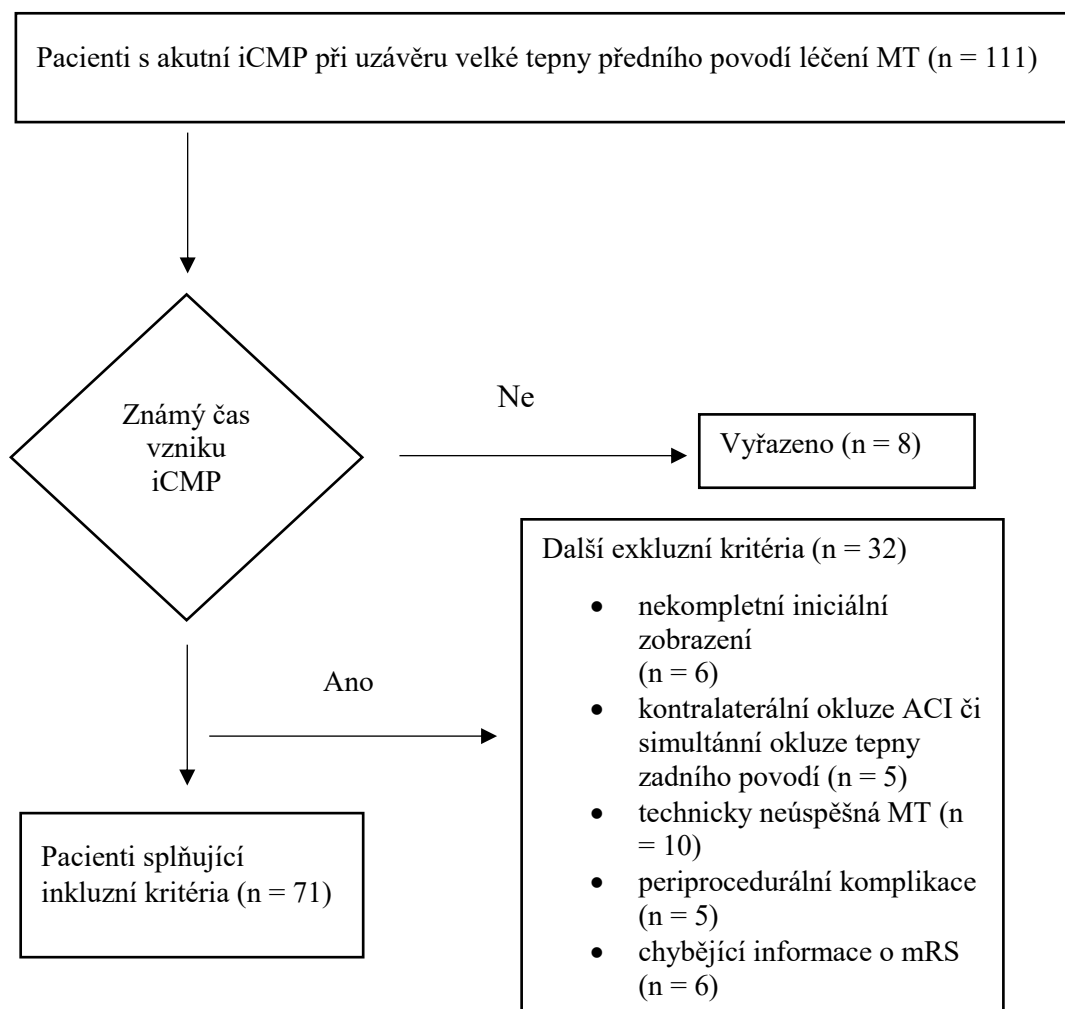 Pacienti s akutní iCMP při uzávěru velké tepny předního povodí léčení MT (n = 111)
Známý čas
vzniku
iCMP
Ne
Vyřazeno (n = 8)
Další exkluzní kritéria (n = 32)
• nekompletní iniciální
zobrazení
(n = 6)
• kontralaterální okluze ACI či
simultánní okluze tepny
zadního povodí (n = 5)
• technicky neúspěšná MT (n
= 10)
• periprocedurální komplikace
(n = 5)
• chybějící informace o mRS
(n = 6)
Ano
Pacienti splňující
inkluzní kritéria (n = 71)